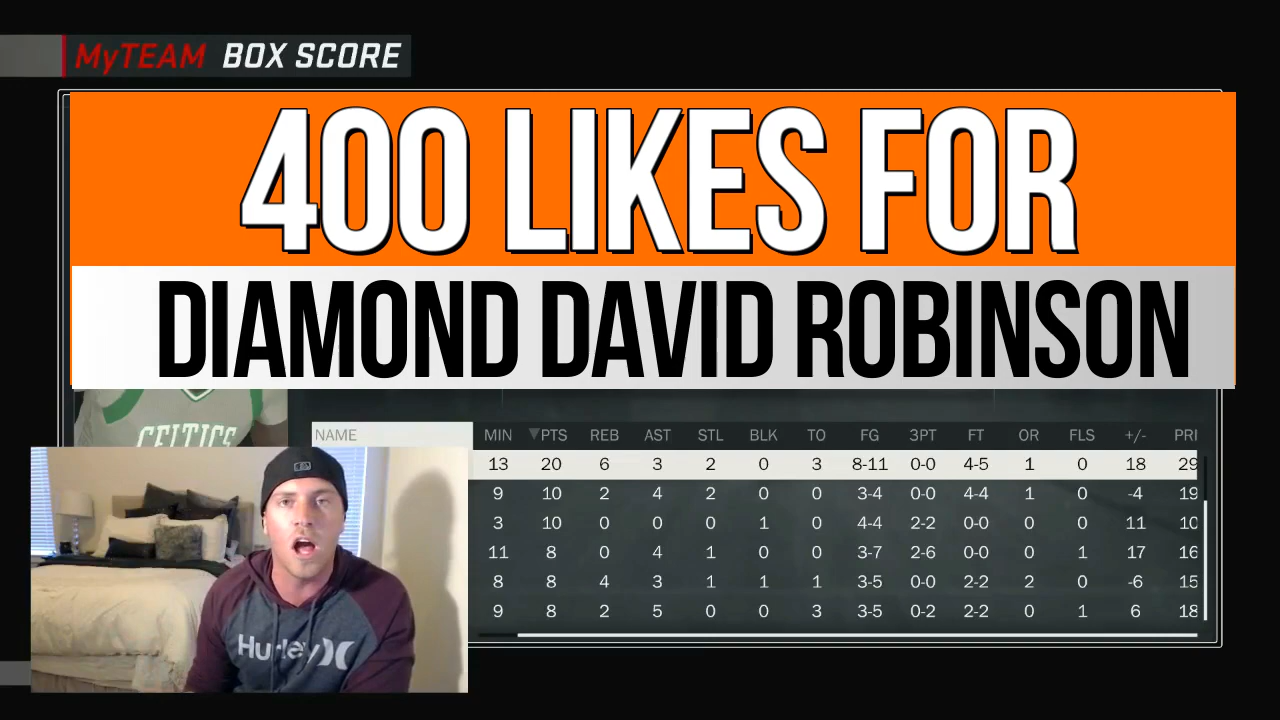 MyTEAM BOX SCORE
400 LIKES FOR
DIAMOND DAVID ROBINSON
CELTICS
NAME MIN PTS REB AST STL BLK TO FG 3PT FT OR FLS +/- PRI
13 20 6 3 2 0 3 8-11 0-0 4-5 1 0 18 29
9 10 2 4 2 0 0 3-4 0-0 4-4 1 0 -4 19
3 10 0 0 0 1 0 4-4 2-2 0-0 0 0 11 10
11 8 0 4 1 0 0 3-7 2-6 0-0 0 1 17 16
8 8 4 3 1 1 1 3-5 0-0 2-2 2 0 -6 15
9 8 2 5 0 0 3 3-5 0-2 2-2 0 1 6 18
Hurley